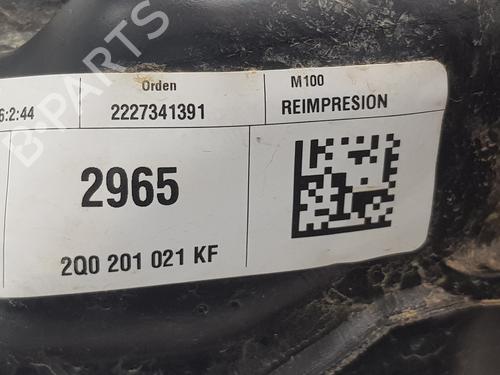 B-PARTS
6:2:44
Orden
2227341391
M100
REIMPRESION
2965
2Q0 201 021 KF